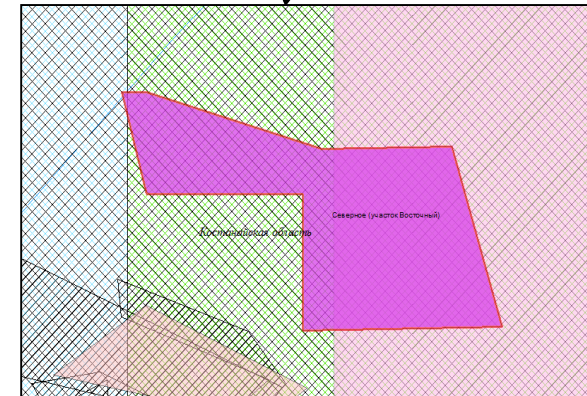 Северное (участок Восточный)
Костанайская область